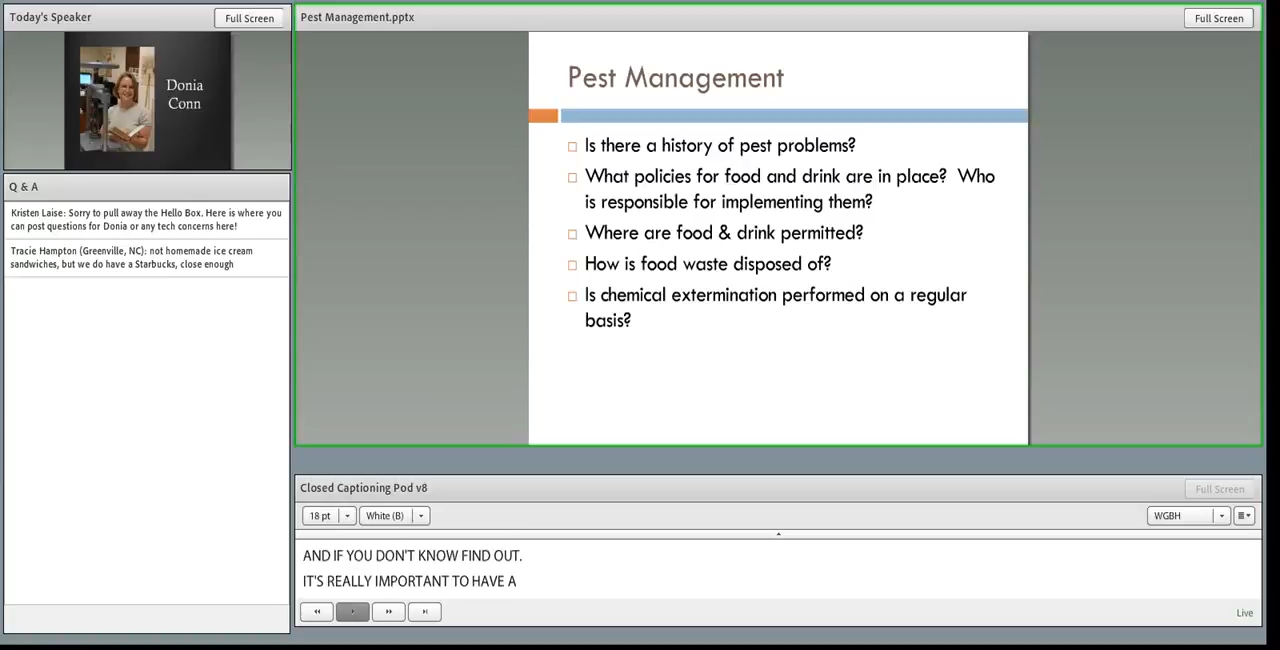 Today's Speaker
Full Screen
Donia
Conn
Q & A
Kristen Laise: Sorry to pull away the Hello Box. Here is where you
can post questions for Donia or any tech concerns here!
Tracie Hampton (Greenville, NC): not homemade ice cream
sandwiches, but we do have a Starbucks, close enough
Pest Management.pptx
Full Screen
Pest Management
Is there a history of pest problems?
What policies for food and drink are in place? Who
is responsible for implementing them?
Where are food & drink permitted?
How is food waste disposed of?
Is chemical extermination performed on a regular
basis?
Closed Captioning Pod v8
Full Screen
18 pt
White (B)
WGBH
AND IF YOU DON'T KNOW FIND OUT.
IT'S REALLY IMPORTANT TO HAVE A
Live